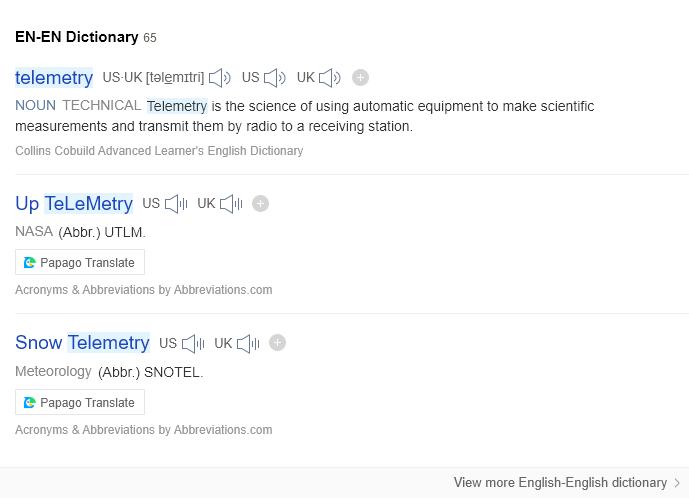 EN-EN Dictionary 65
telemetry US·UK [tələmɪtri] US UK
NOUN TECHNICAL Telemetry is the science of using automatic equipment to make scientific
measurements and transmit them by radio to a receiving station.
Collins Cobuild Advanced Learner's English Dictionary
Up TeLeMetry US UK
NASA (Abbr.) UTLM.
Papago Translate
Acronyms & Abbreviations by Abbreviations.com
Snow Telemetry US UK
Meteorology (Abbr.) SNOTEL.
Papago Translate
Acronyms & Abbreviations by Abbreviations.com
View more English-English dictionary